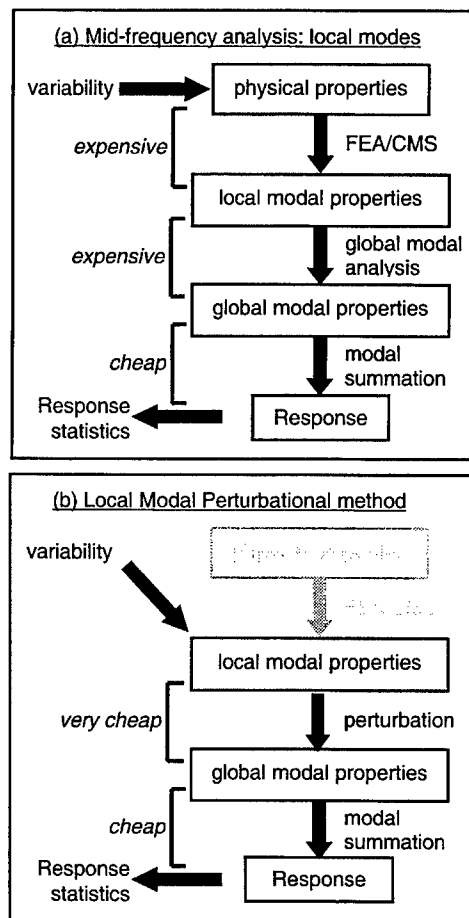 (a) Mid-frequency analysis: local modes
variability
physical properties
expensive
FEA/CMS
local modal properties
expensive
global modal
analysis
global modal properties
cheap
modal
summation
Response
statistics
Response
(b) Local Modal Perturbational method
variability
local modal properties
very cheap
perturbation
global modal properties
cheap
modal
summation
Response
statistics
Response